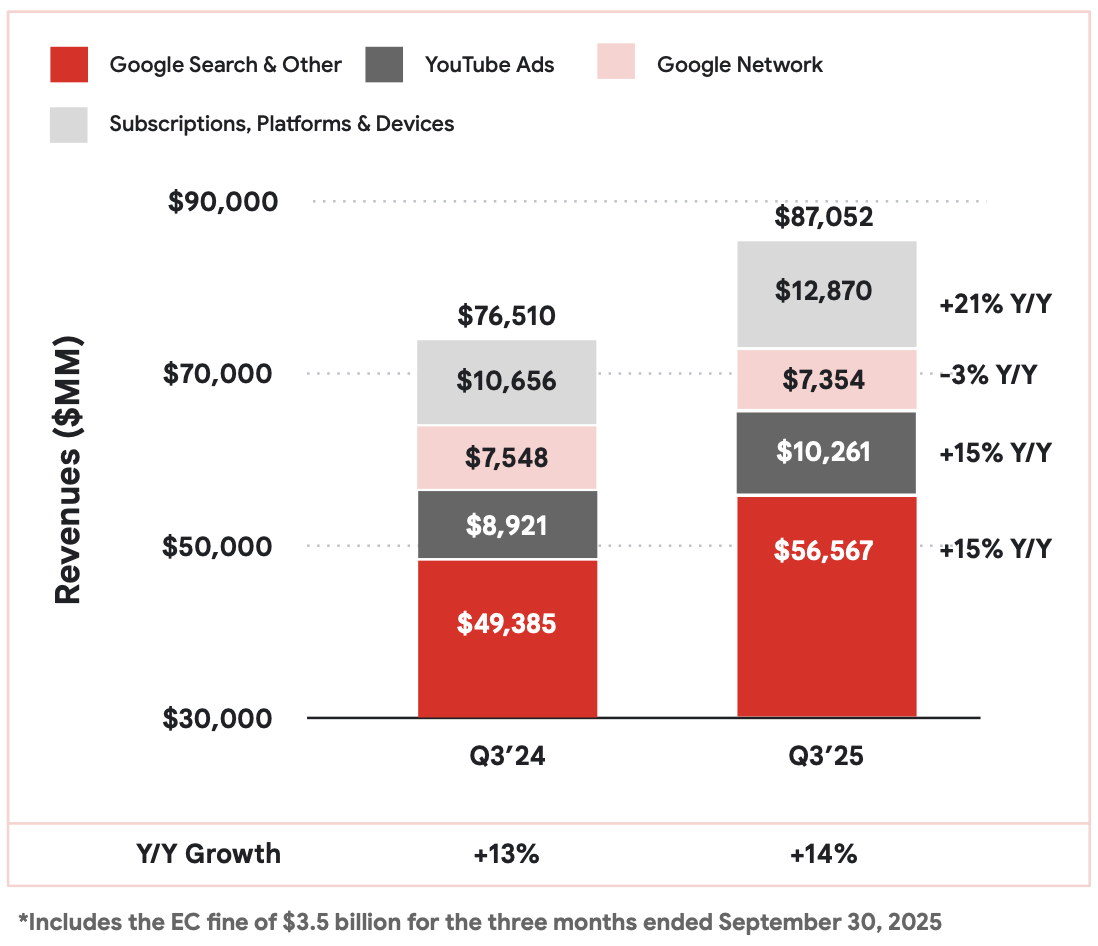 Google Search & Other YouTube Ads Google Network
Subscriptions, Platforms & Devices
Revenues ($MM)
$90,000
$70,000
$50,000
$30,000
$76,510
$10,656
$7,548
$8,921
$49,385
$87,052
$12,870
$7,354
$10,261
$56,567
+21% Y/Y
-3% Y/Y
+15% Y/Y
+15% Y/Y
Q3’24 Q3’25
Y/Y Growth +13% +14%
*Includes the EC fine of $3.5 billion for the three months ended September 30, 2025